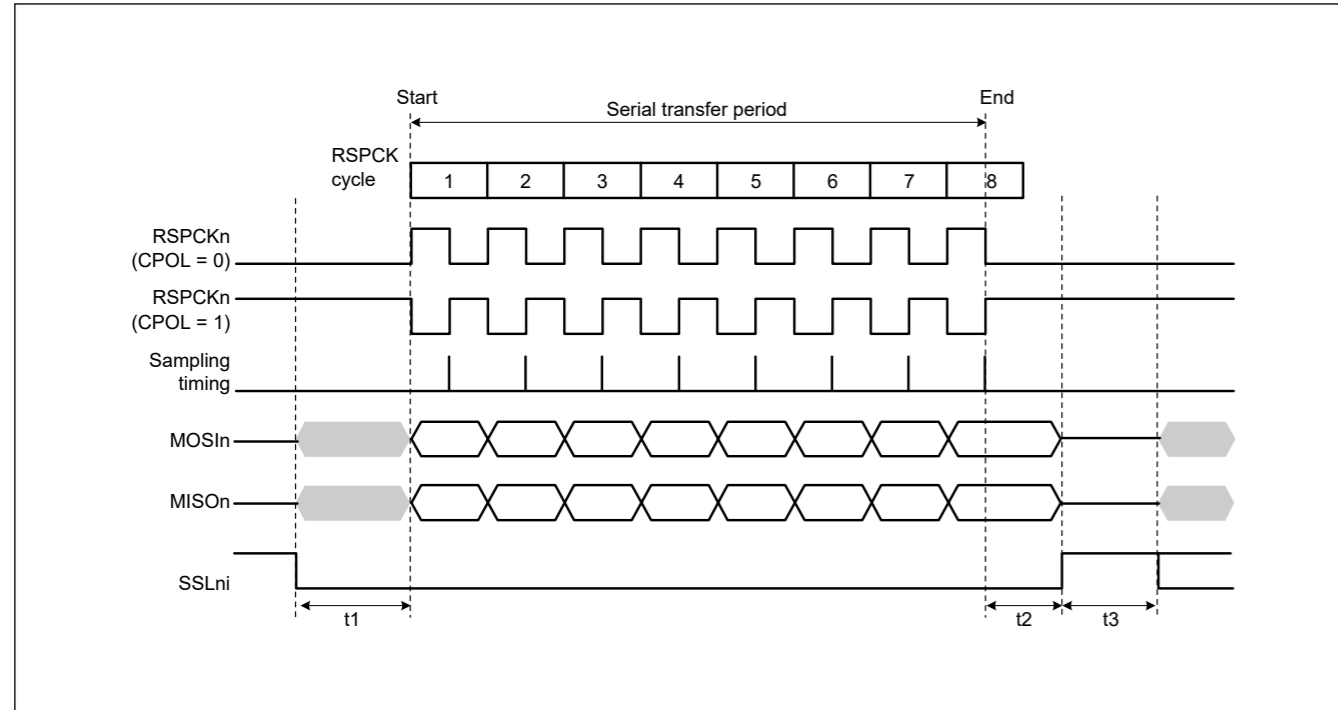 Start
End
Serial transfer period
RSPCK
cycle
1 2 3 4 5 6 7 8
RSPCKn
(CPOL = 0)
RSPCKn
(CPOL = 1)
Sampling
timing
MOSIn
MISOn
SSLni
t1
t2
t3